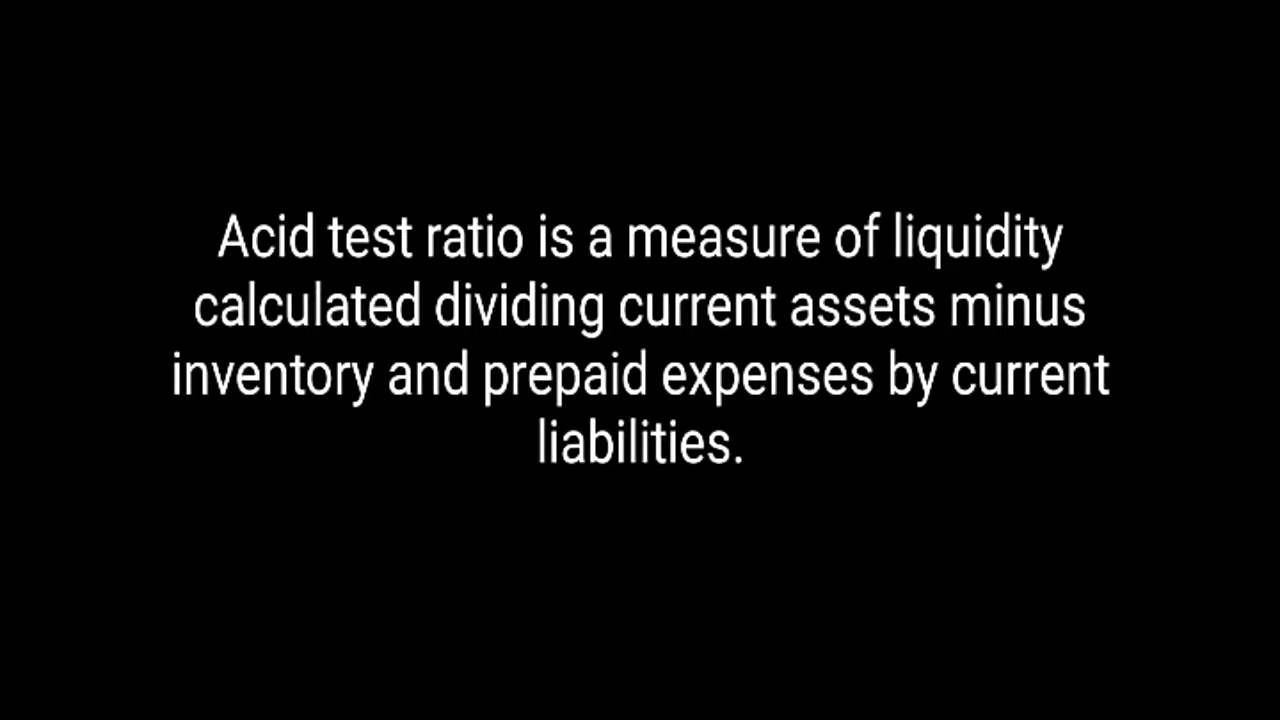 Acid test ratio is a measure of liquidity
calculated dividing current assets minus
inventory and prepaid expenses by current
liabilities.